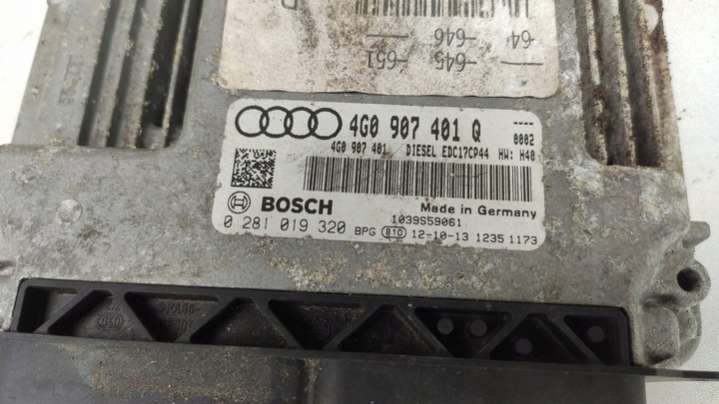 -64
-646
-645
-651
4G0 907 401 Q
----
0002
4G0 907 401 DIESEL EDC17CP44 HW: H40
BOSCH
Made in Germany
1039S59061
0 281 019 320 BPG B10 12-10-13 1235 1173